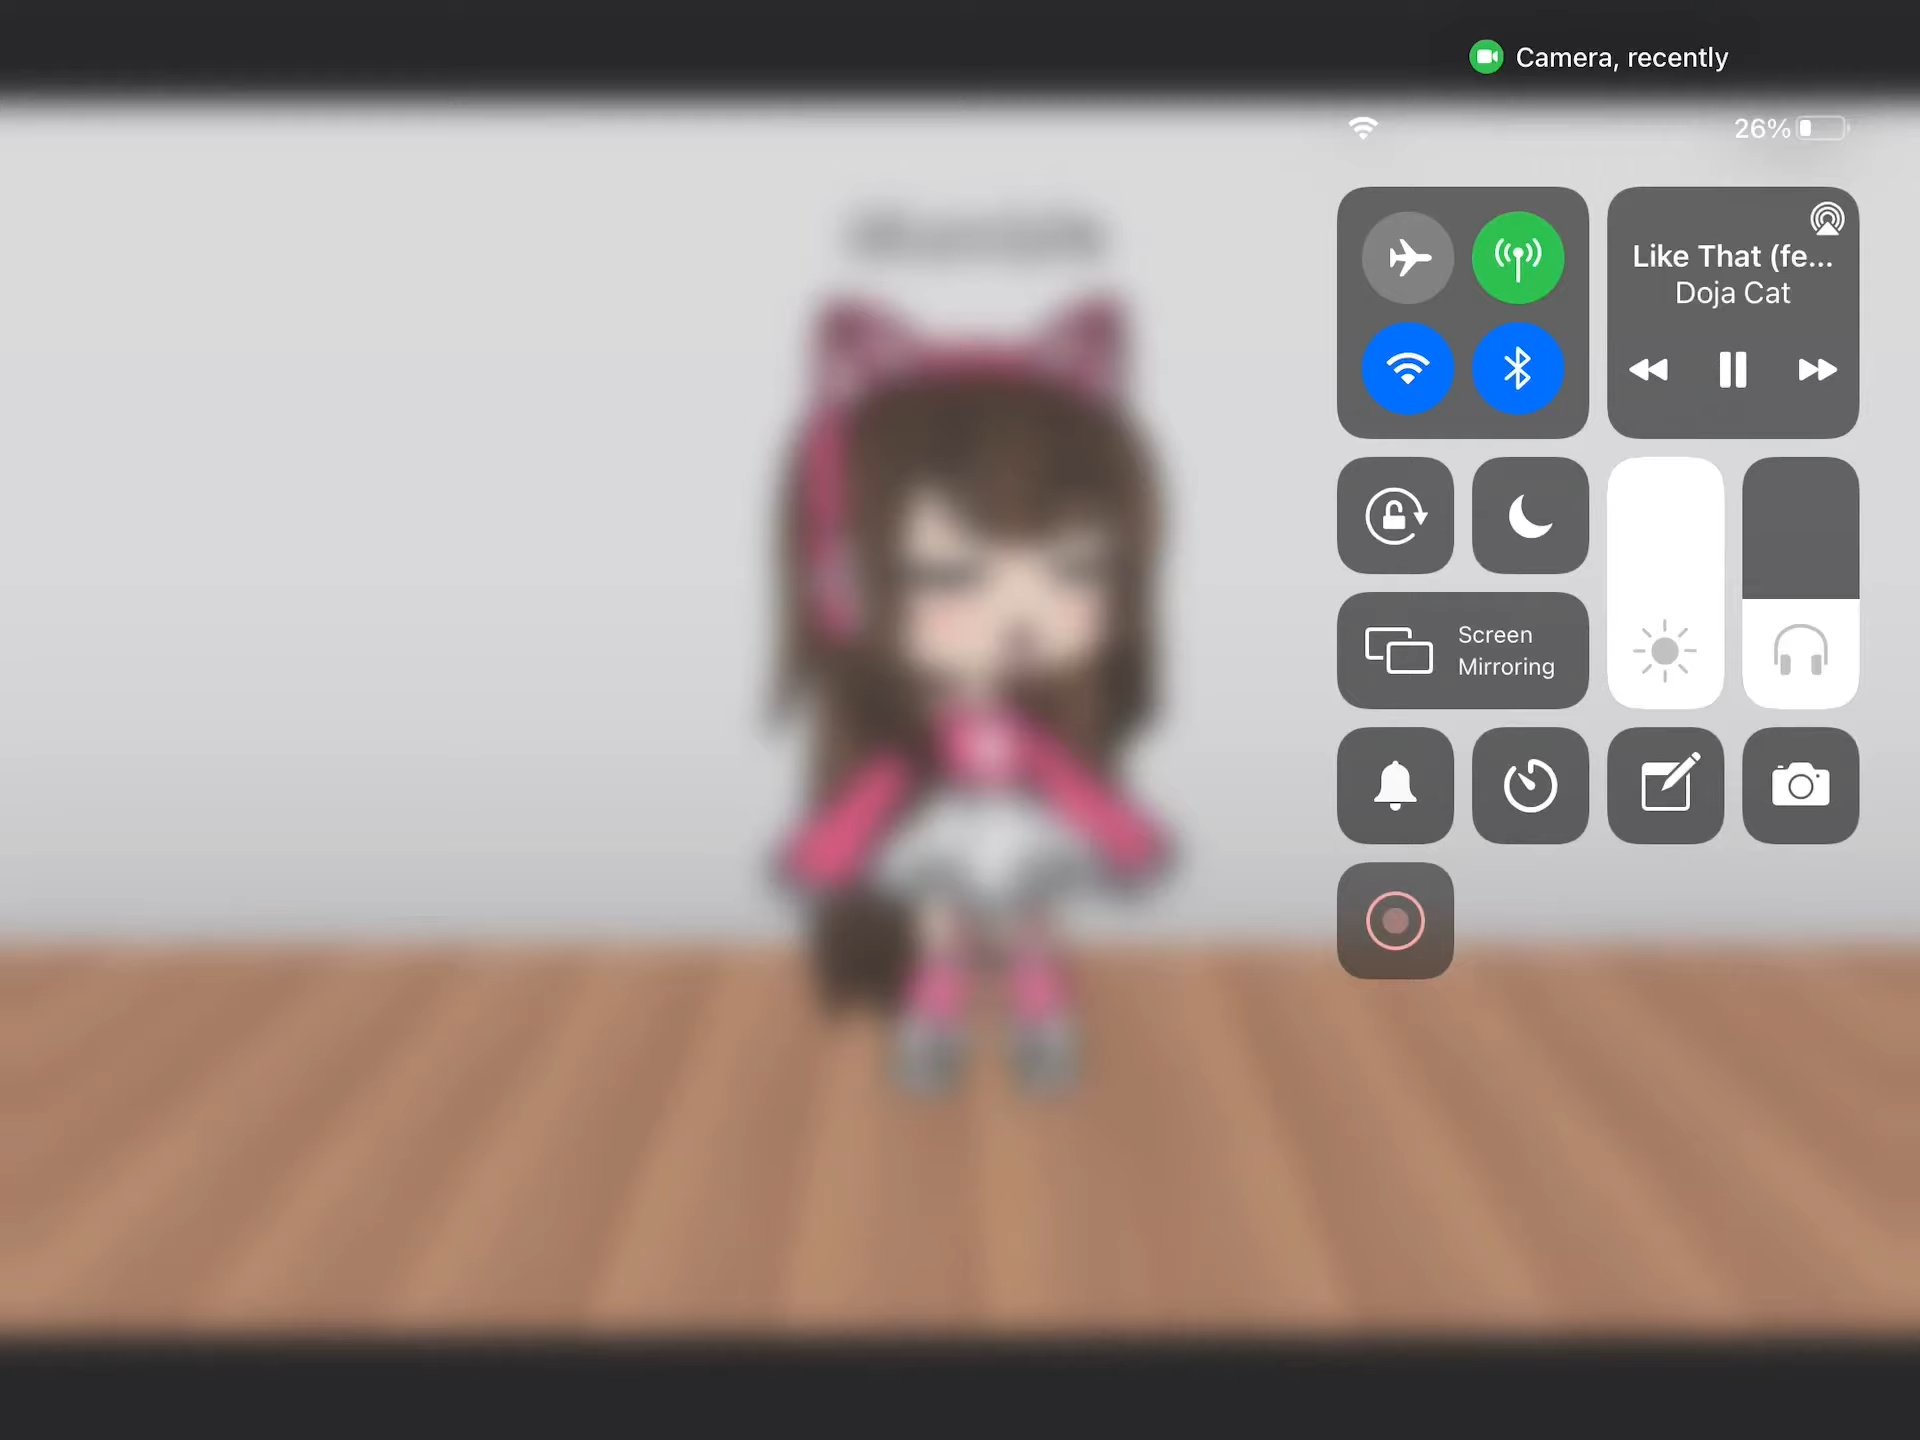 Camera, recently
26%
Like That (fe...
Doja Cat
Screen
Mirroring